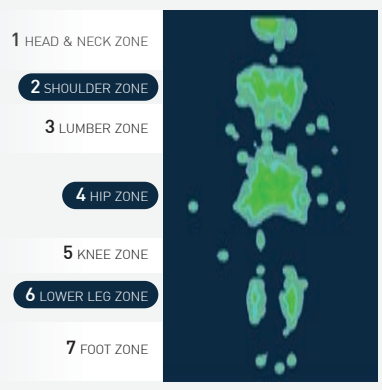 1 HEAD & NECK ZONE
2 SHOULDER ZONE
3 LUMBER ZONE
4 HIP ZONE
5 KNEE ZONE
6 LOWER LEG ZONE
7 FOOT ZONE